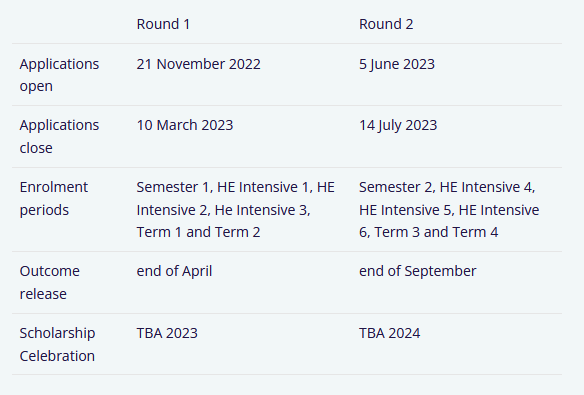 Round 1 Round 2
Applications open 21 November 2022 5 June 2023
Applications close 10 March 2023 14 July 2023
Enrolment periods Semester 1, HE Intensive 1, HE Intensive 2, He Intensive 3, Term 1 and Term 2 Semester 2, HE Intensive 4, HE Intensive 5, HE Intensive 6, Term 3 and Term 4
Outcome release end of April end of September
Scholarship Celebration TBA 2023 TBA 2024